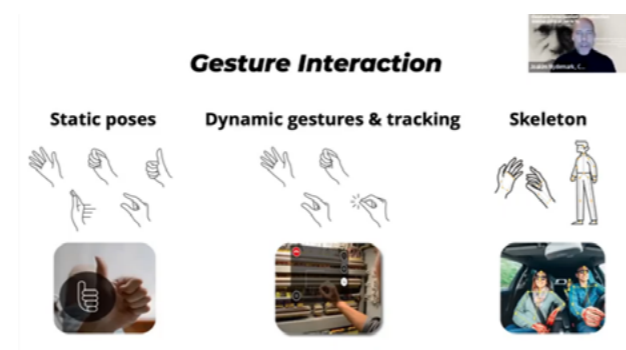 Gesture Interaction
Static poses
Dynamic gestures & tracking
Skeleton